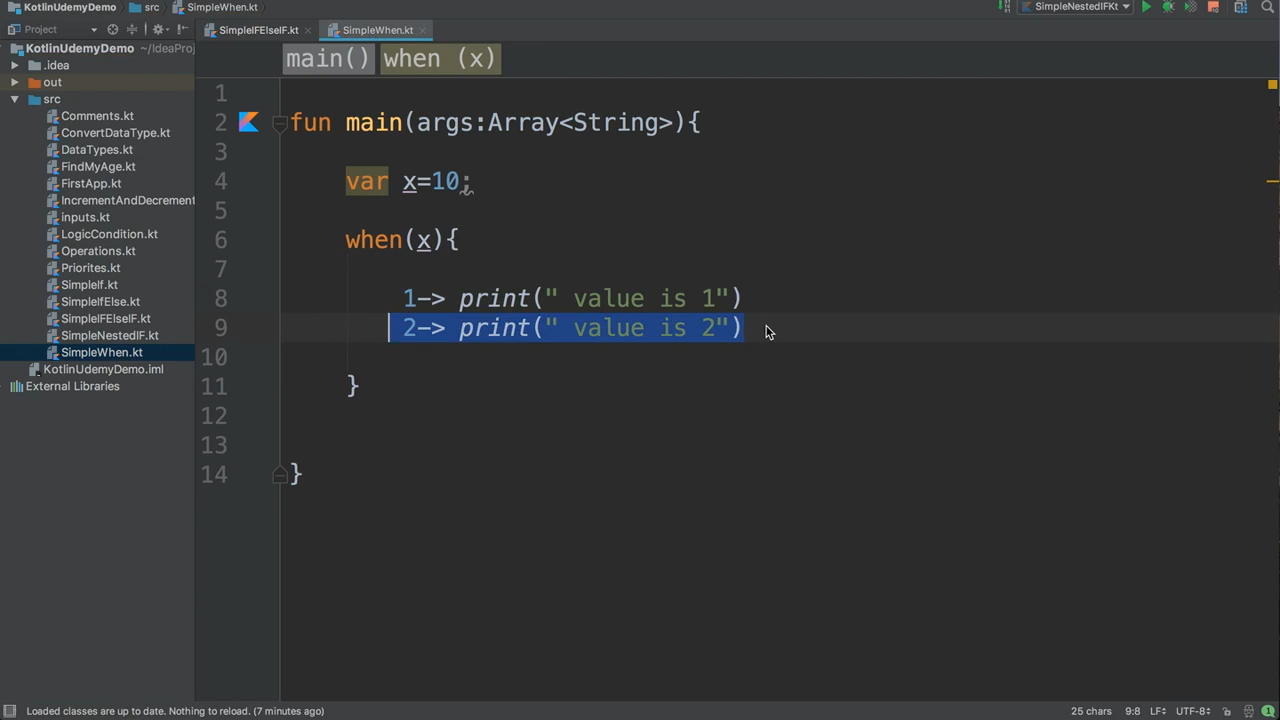 KotlinUdemyDemo src SimpleWhen.kt SimpleNestedIFKt
Project SimpleIFElseIF.kt SimpleWhen.kt
KotlinUdemyDemo ~/IdeaProj
.idea
out
src
Comments.kt
ConvertDataType.kt
DataTypes.kt
FindMyAge.kt
FirstApp.kt
IncrementAndDecrement
inputs.kt
LogicCondition.kt
Operations.kt
Priorites.kt
SimpleIf.kt
SimpleIfElse.kt
SimpleIFElseIF.kt
SimpleNestedIF.kt
SimpleWhen.kt
KotlinUdemyDemo.iml
External Libraries
main() when (x)
1
2 fun main(args:Array<String>){
3
4 var x=10;
5
6 when(x){
7
8 1-> print(" value is 1")
9 2-> print(" value is 2")
10
11 }
12
13
14 }
Loaded classes are up to date. Nothing to reload. (7 minutes ago) 25 chars 9:8 LF÷ UTF-8÷ 1